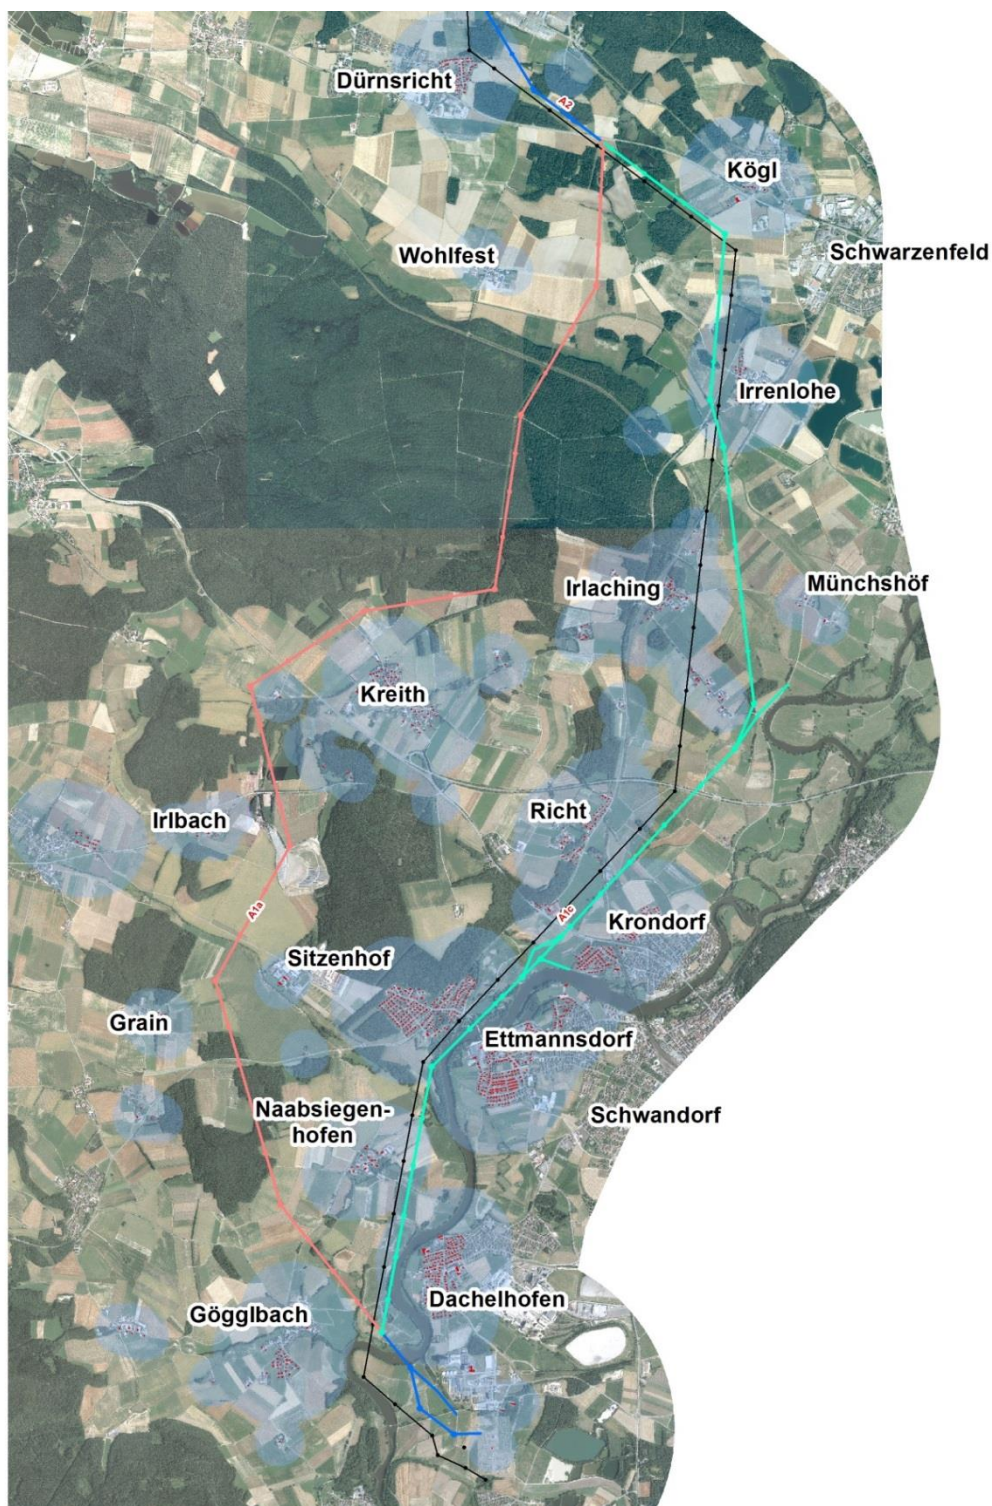 Dürnsricht
A2
Kögl
Wohlfest
Schwarzenfeld
Irrenlohe
Irlaching
Münchshöf
Kreith
Richt
Irlbach
A1a
A1c
Krondorf
Sitzenhof
Grain
Ettmannsdorf
Naabsiegen-
hofen
Schwandorf
Dachelhofen
Gögglbach